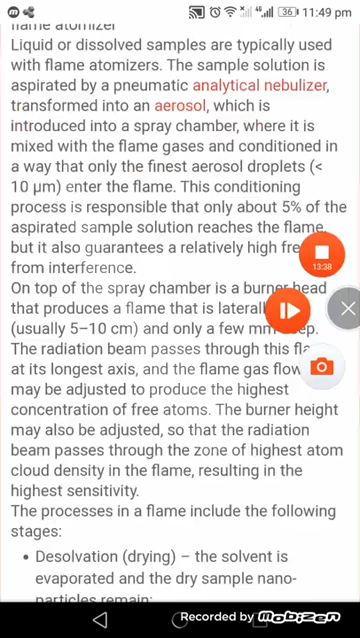 36 11:49 pm
flame atomizer
Liquid or dissolved samples are typically used
with flame atomizers. The sample solution is
aspirated by a pneumatic analytical nebulizer,
transformed into an aerosol, which is
introduced into a spray chamber, where it is
mixed with the flame gases and conditioned in
a way that only the finest aerosol droplets (<
10 μm) enter the flame. This conditioning
process is responsible that only about 5% of the
aspirated sample solution reaches the flame,
but it also guarantees a relatively high
13:38
from interference.
On top of the spray chamber is a burner head
that produces a flame that is
(usually 5–10 cm) and only a few mm
The radiation beam passes through this
at its longest axis, and the flame gas
may be adjusted to produce the highest
concentration of free atoms. The burner height
may also be adjusted, so that the radiation
beam passes through the zone of highest atom
cloud density in the flame, resulting in the
highest sensitivity.
The processes in a flame include the following
stages:
• Desolvation (drying) – the solvent is
evaporated and the dry sample nano-
particles remain;
Recorded by mobizen